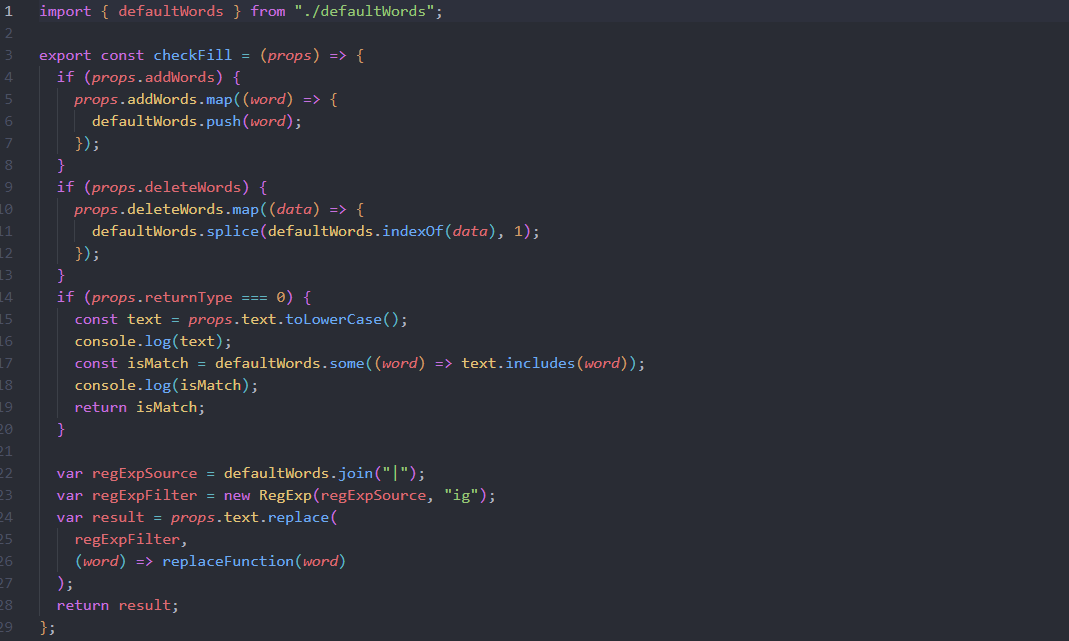 1 import { defaultWords } from "./defaultWords";
2
3 export const checkFill = (props) => {
4 if (props.addWords) {
5 props.addWords.map((word) => {
6 defaultWords.push(word);
7 });
8 }
9 if (props.deleteWords) {
10 props.deleteWords.map((data) => {
11 defaultWords.splice(defaultWords.indexOf(data), 1);
12 });
13 }
14 if (props.returnType === 0) {
15 const text = props.text.toLowerCase();
16 console.log(text);
17 const isMatch = defaultWords.some((word) => text.includes(word));
18 console.log(isMatch);
19 return isMatch;
20 }
21
22 var regExpSource = defaultWords.join("|");
23 var regExpFilter = new RegExp(regExpSource, "ig");
24 var result = props.text.replace(
25 regExpFilter,
26 (word) => replaceFunction(word)
27 );
28 return result;
29 };